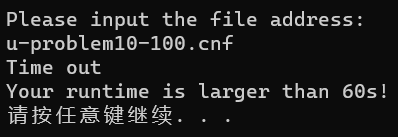 Please input the file address:
u-problem10-100.cnf
Time out
Your runtime is larger than 60s!
请按任意键继续. . .